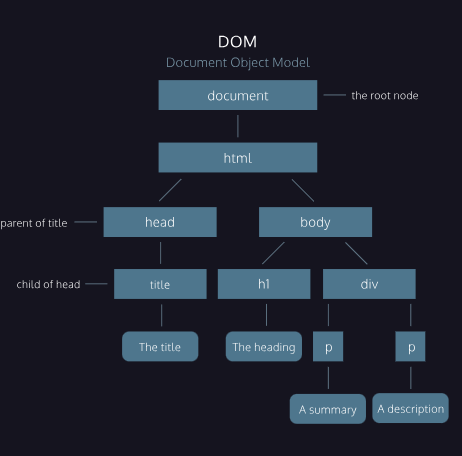 DOM
Document Object Model
document
the root node
html
parent of title
head
body
child of head
title
h1
div
The title
The heading
p
p
A summary
A description